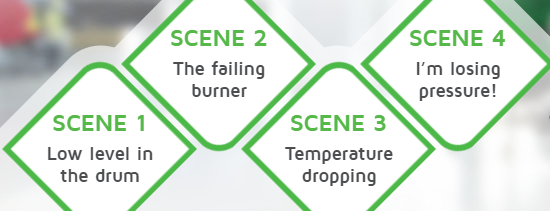 SCENE 1
Low level in
the drum
SCENE 2
The failing
burner
SCENE 3
Temperature
dropping
SCENE 4
I'm losing
pressure!